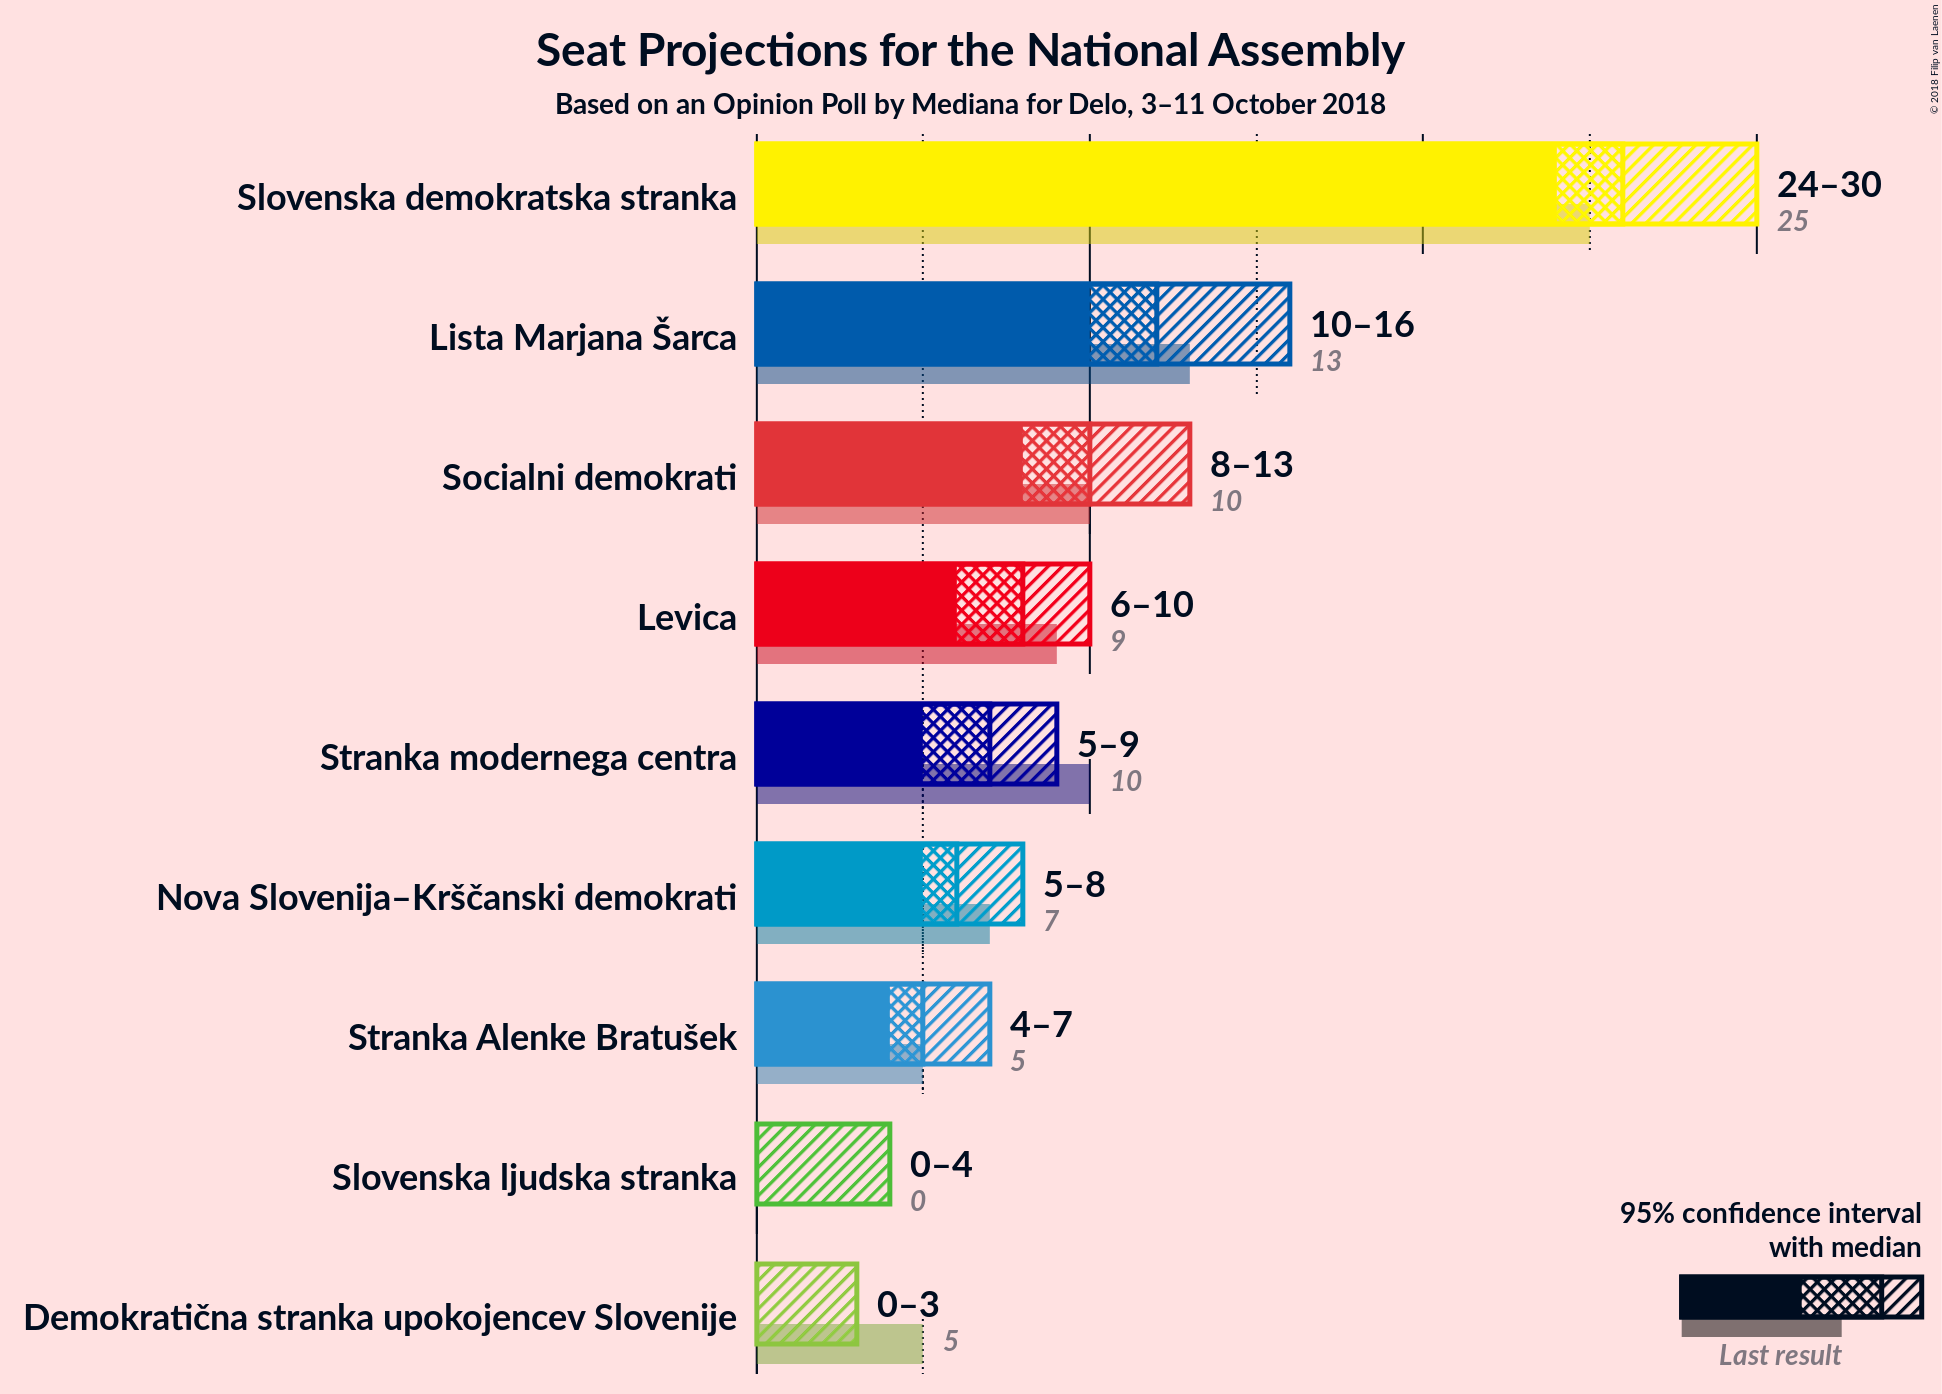 Seat Projections for the National Assembly
Based on an Opinion Poll by Mediana for Delo, 3–11 October 2018
© 2018 Filip van Laenen
Slovenska demokratska stranka
24–30
25
Lista Marjana Šarca
10–16
13
Socialni demokrati
8–13
10
Levica
6–10
9
Stranka modernega centra
5–9
10
Nova Slovenija–Krščanski demokrati
5–8
7
Stranka Alenke Bratušek
4–7
5
Slovenska ljudska stranka
0–4
0
Demokratična stranka upokojencev Slovenije
0–3
5
95% confidence interval
with median
Last result